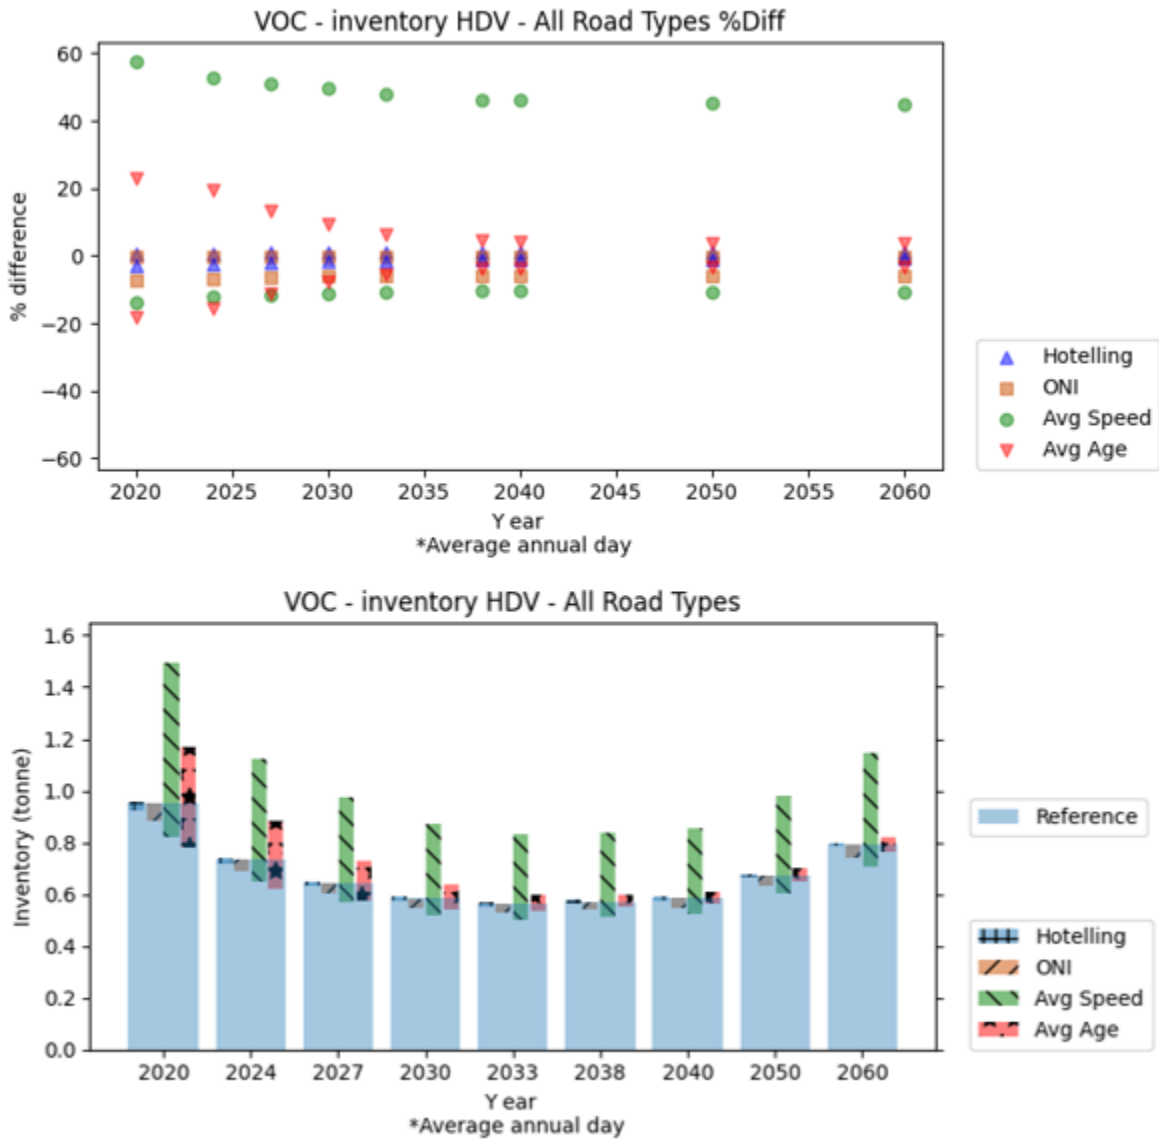 VOC - inventory HDV - All Road Types %Diff
60
40
20
0
−20
−40
−60
% difference
2020 2025 2030 2035 2040 2045 2050 2055 2060
Y ear
*Average annual day
Hotelling
ONI
Avg Speed
Avg Age
VOC - inventory HDV - All Road Types
1.6
1.4
1.2
1.0
0.8
0.6
0.4
0.2
0.0
Inventory (tonne)
2020 2024 2027 2030 2033 2038 2040 2050 2060
Y ear
*Average annual day
Reference
Hotelling
ONI
Avg Speed
Avg Age